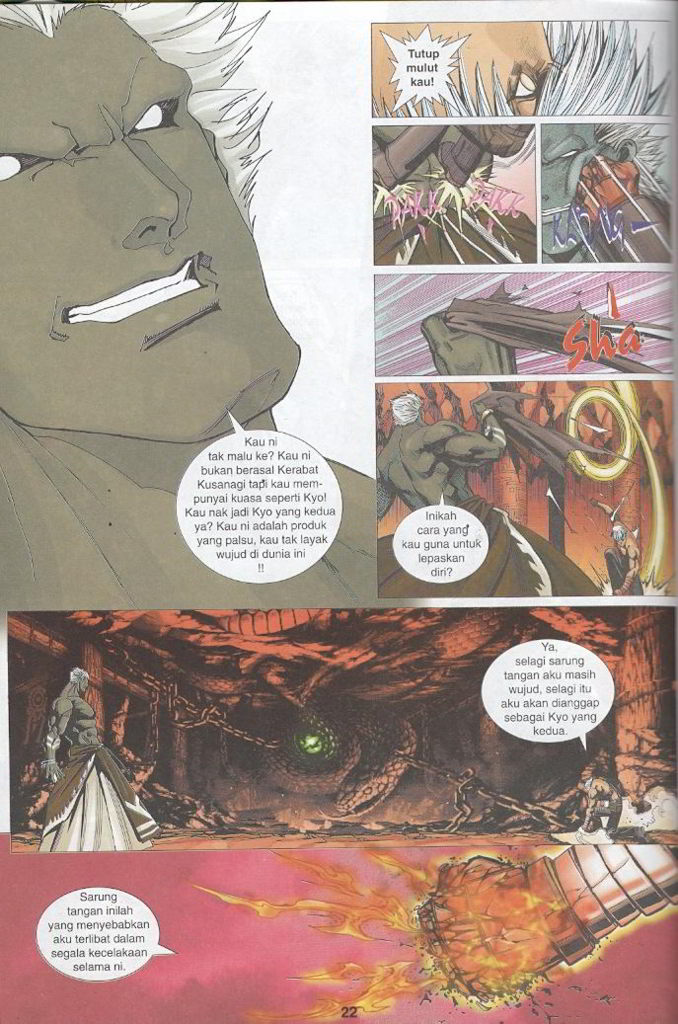 Kau ni
tak malu ke? Kau ni
bukan berasal Kerabat
Kusanagi tapi kau mem-
punyai kuasa seperti Kyo!
Kau nak jadi Kyo yang kedua
ya? Kau ni adalah produk
yang palsu, kau tak layak
wujud di dunia ini
!!
Tutup
mulut
kau!
PAKK
PAKK
Sha
Inikah
cara yang
kau guna untuk
lepaskan
diri?
Ya,
selagi sarung
tangan aku masih
wujud, selagi itu
aku akan dianggap
sebagai Kyo yang
kedua.
Sarung
tangan inilah
yang menyebabkan
aku terlibat dalam
segala kecelakaan
selama ni.
22